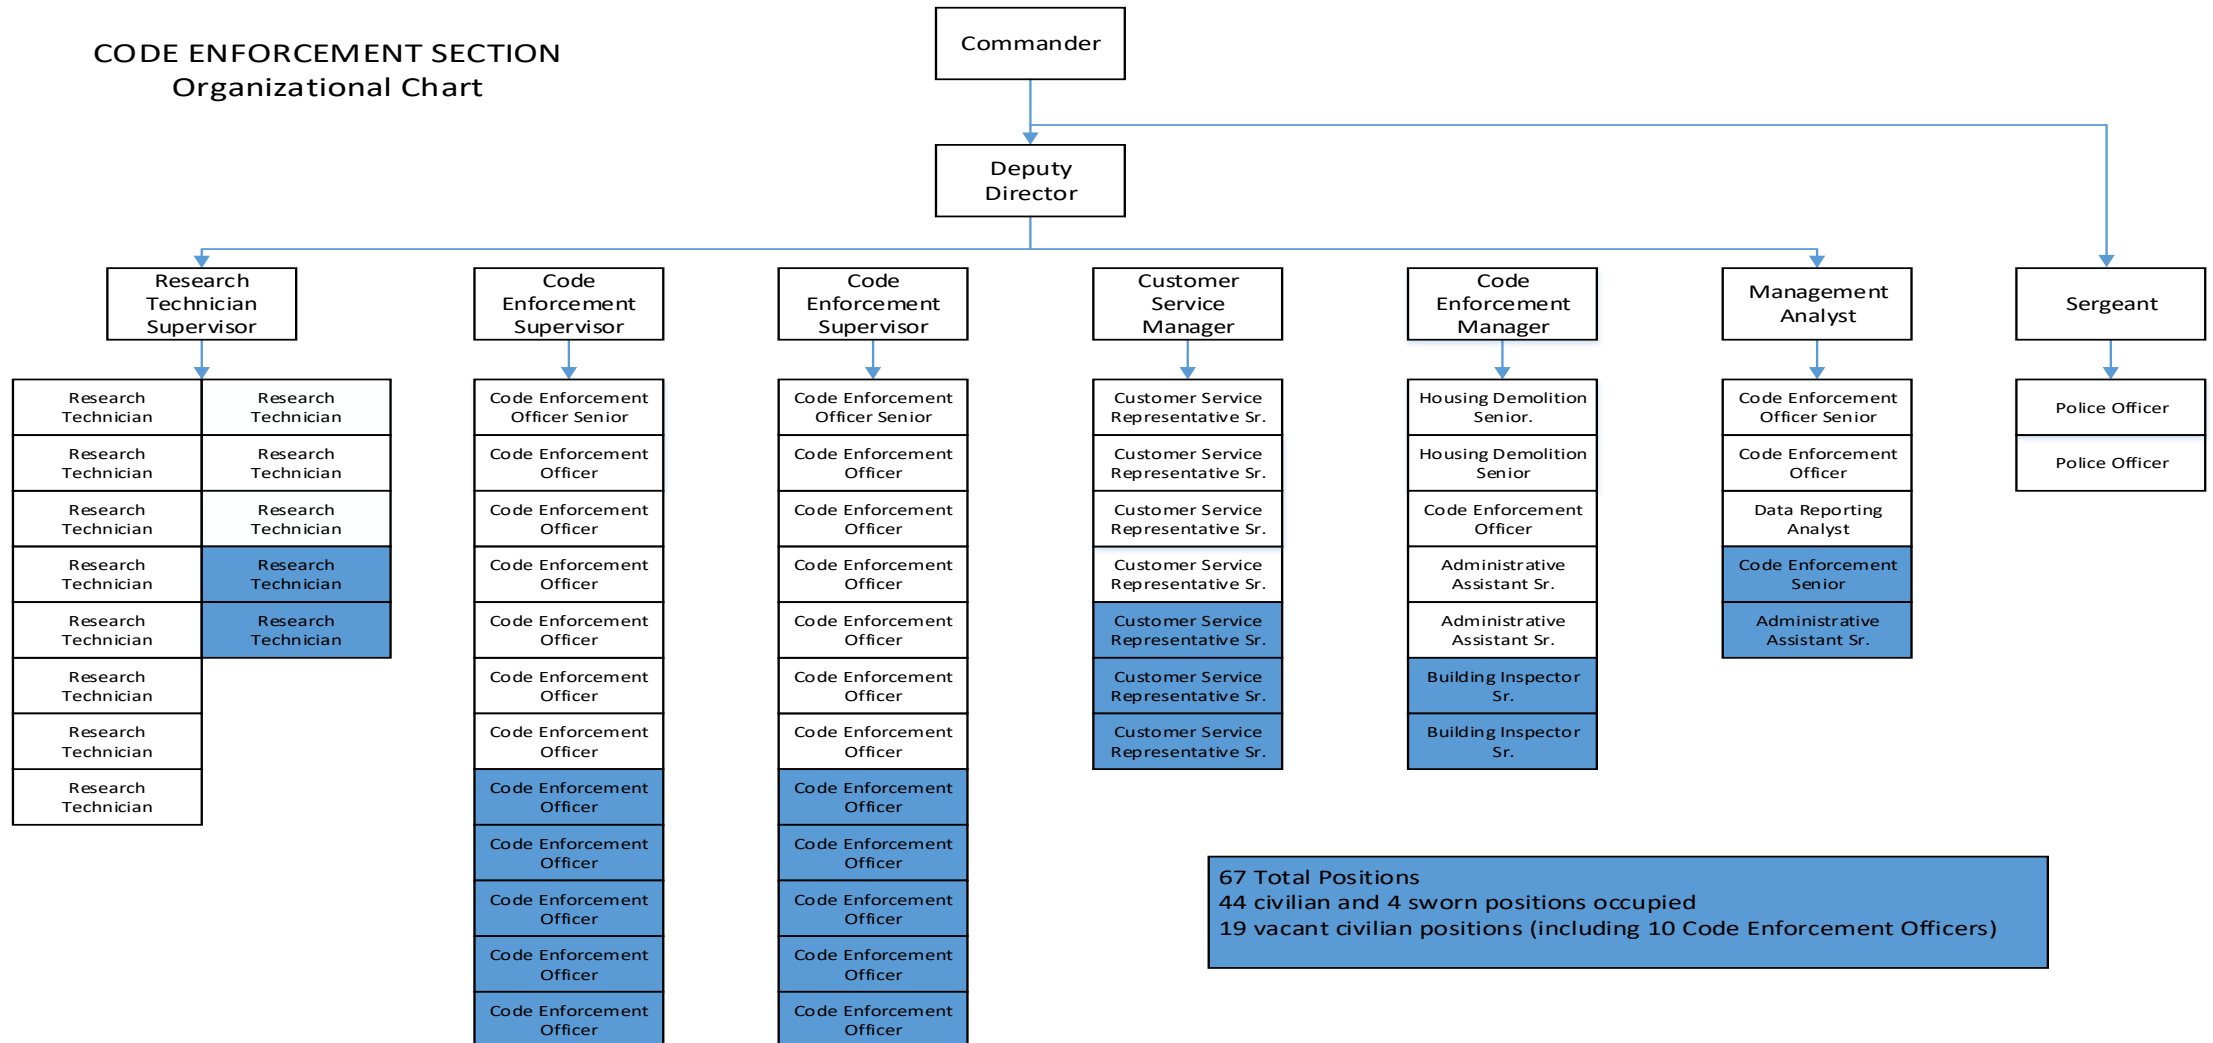 CODE ENFORCEMENT SECTION
Organizational Chart
Commander
Deputy
Director
Research
Technician
Supervisor
Code
Enforcement
Supervisor
Code
Enforcement
Supervisor
Customer
Service
Manager
Code
Enforcement
Manager
Management
Analyst
Sergeant
Research
Technician
Research
Technician
Research
Technician
Research
Technician
Research
Technician
Research
Technician
Research
Technician
Research
Technician
Research
Technician
Research
Technician
Research
Technician
Research
Technician
Research
Technician
Code Enforcement
Officer Senior
Code Enforcement
Officer
Code Enforcement
Officer
Code Enforcement
Officer
Code Enforcement
Officer
Code Enforcement
Officer
Code Enforcement
Officer
Code Enforcement
Officer
Code Enforcement
Officer
Code Enforcement
Officer
Code Enforcement
Officer
Code Enforcement
Officer
Code Enforcement
Officer Senior
Code Enforcement
Officer
Code Enforcement
Officer
Code Enforcement
Officer
Code Enforcement
Officer
Code Enforcement
Officer
Code Enforcement
Officer
Code Enforcement
Officer
Code Enforcement
Officer
Code Enforcement
Officer
Code Enforcement
Officer
Code Enforcement
Officer
Customer Service
Representative Sr.
Customer Service
Representative Sr.
Customer Service
Representative Sr.
Customer Service
Representative Sr.
Customer Service
Representative Sr.
Customer Service
Representative Sr.
Customer Service
Representative Sr.
Housing Demolition
Senior.
Housing Demolition
Senior
Code Enforcement
Officer
Administrative
Assistant Sr.
Administrative
Assistant Sr.
Building Inspector
Sr.
Building Inspector
Sr.
Code Enforcement
Officer Senior
Code Enforcement
Officer
Data Reporting
Analyst
Code Enforcement
Senior
Administrative
Assistant Sr.
Police Officer
Police Officer
67 Total Positions
44 civilian and 4 sworn positions occupied
19 vacant civilian positions (including 10 Code Enforcement Officers)